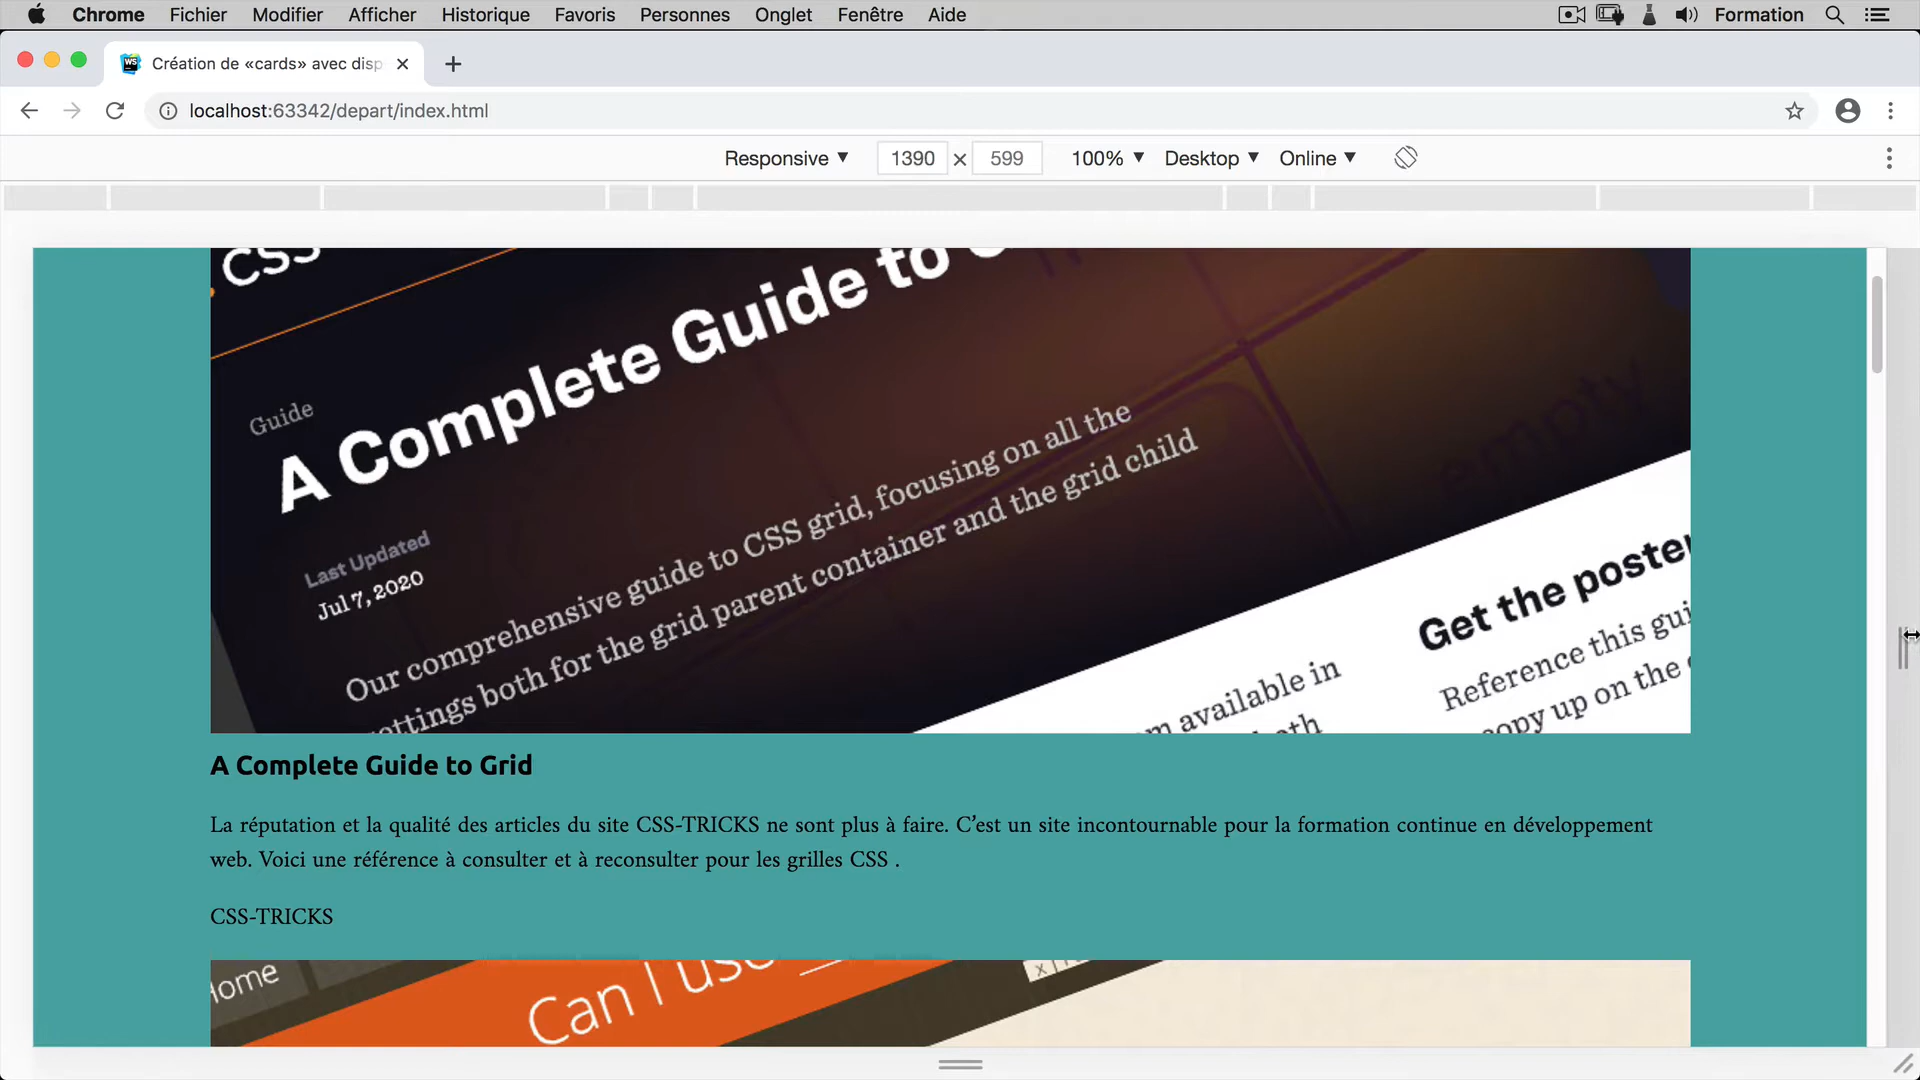 Chrome Fichier Modifier Afficher Historique Favoris Personnes Onglet Fenêtre Aide Formation
WS Création de «cards» avec disp
localhost:63342/depart/index.html
Responsive 1390 × 599 100% Desktop Online
CSS
A Complete Guide to
Guide
Last Updated
Jul 7, 2020
Our comprehensive guide to CSS grid, focusing on all the
settings both for the grid parent container and the grid child
empty
Get the poster
Reference this gui
copy up on the
available in
both
A Complete Guide to Grid
La réputation et la qualité des articles du site CSS-TRICKS ne sont plus à faire. C’est un site incontournable pour la formation continue en développement
web. Voici une référence à consulter et à reconsulter pour les grilles CSS .
CSS-TRICKS
Home
Can I use